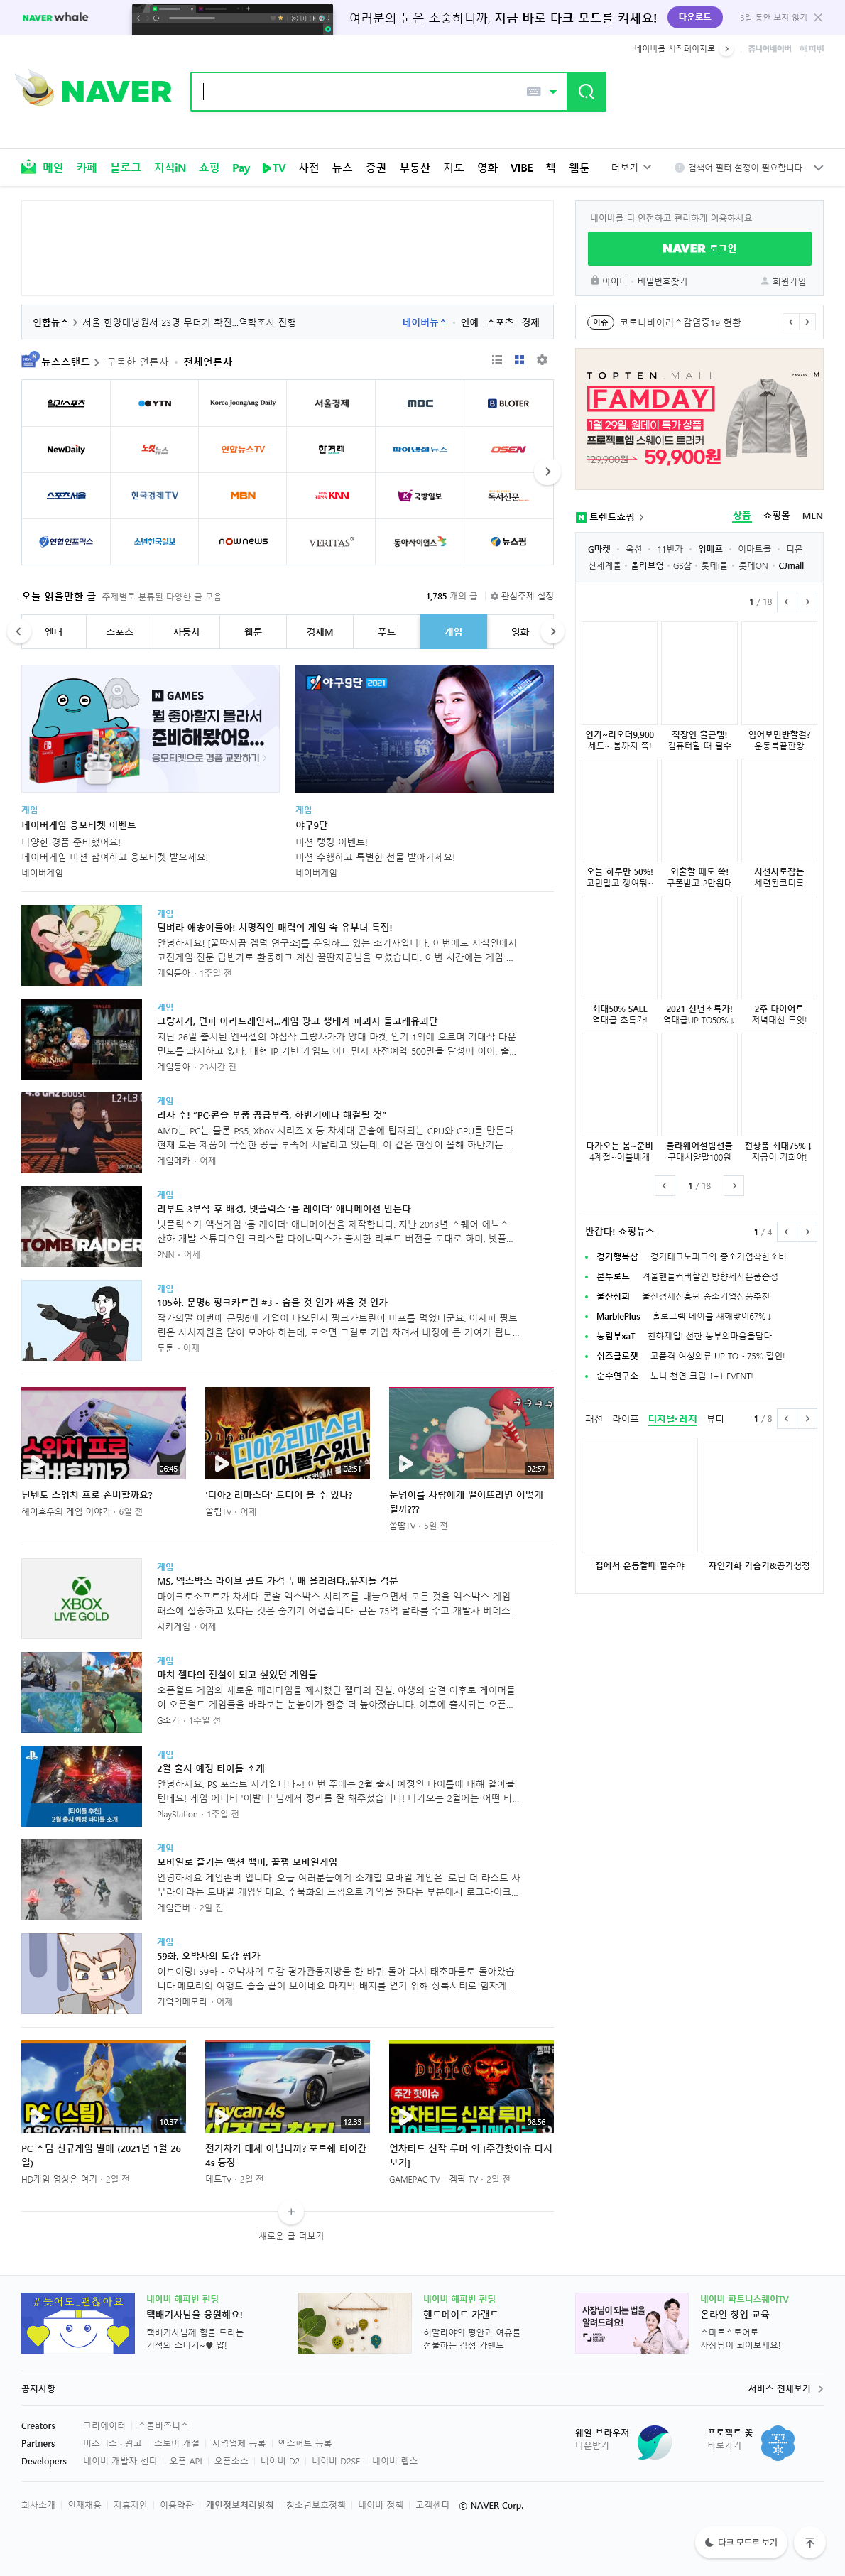 NAVER whale
여러분의 눈은 소중하니까, 지금 바로 다크 모드를 켜세요!
다운로드
3일 동안 보지 않기
네이버를 시작페이지로
쥬니어네이버
해피빈
NAVER
메일 카페 블로그 지식iN 쇼핑 Pay TV 사전 뉴스 증권 부동산 지도 영화 VIBE 책 웹툰
더보기
검색어 필터 설정이 필요합니다
네이버를 더 안전하고 편리하게 이용하세요
NAVER 로그인
아이디 · 비밀번호찾기
회원가입
연합뉴스 > 서울 한양대병원서 23명 무더기 확진...역학조사 진행
네이버뉴스 · 연예 스포츠 경제
이슈 코로나바이러스감염증19 현황
뉴스스탠드 > 구독한 언론사 · 전체언론사
일간스포츠 YTN Korea JoongAng Daily 서울경제 MBC BLOTER
NewDaily 노컷뉴스 연합뉴스TV 한겨레 파이낸셜뉴스 OSEN
스포츠서울 한국경제TV MBN KNN 국방일보 독서신문
연합인포맥스 소년한국일보 nownews VERITAS 동아사이언스 뉴스핌
TOPTEN.MALL
PROJECT M
FAMDAY
1월 29일, 원데이 특가 상품
프로젝트엠 스웨이드 트러커
129,900원 59,900원
트렌드쇼핑 >
상품 쇼핑몰 MEN
G마켓 · 옥션 · 11번가 · 위메프 · 이마트몰 · 티몬
신세계몰 · 올리브영 · GS샵 · 롯데i몰 · 롯데ON · CJmall
1 / 18
인기~리오더9,900
세트~ 봄까지 쭉!
직장인 출근템!
컴퓨터할 때 필수
입어보면반할걸?
운동복끝판왕
오늘 하루만 50%!
고민말고 쟁여둬~
외출할 때도 쏙!
쿠폰받고 2만원대
시선사로잡는
세련된코디룩
최대50% SALE
역대급 초특가!
2021 신년초특가!
역대급UP TO50%↓
2주 다이어트
저녁대신 두잇!
다가오는 봄~준비
4계절~이불베개
뮬라웨어설빔선물
구매시양말100원
전상품 최대75%↓
지금이 기회야!
1 / 18
반갑다! 쇼핑뉴스
1 / 4
경기행복샵 경기테크노파크와 중소기업착한소비
본투로드 겨울핸들커버할인 방향제사은품증정
울산상회 울산경제진흥원 중소기업상품추천
MarblePlus 홀로그램 테이블 새해맞이67%↓
농림부xaT 전하제일! 선한 농부의마음을담다
쉬즈클로젯 고품격 여성의류 UP TO ~75% 할인!
순수연구소 노니 천연 크림 1+1 EVENT!
패션 라이프 디지털·레저 뷰티
1 / 8
집에서 운동할때 필수야
자연기화 가습기&공기청정
오늘 읽을만한 글 주제별로 분류된 다양한 글 모음
1,785 개의 글
관심주제 설정
엔터 스포츠 자동차 웹툰 경제M 푸드 게임 영화
N GAMES
뭘 좋아할지 몰라서
준비해봤어요...
응모티켓으로 경품 교환하기 >
야구9단 2021
게임
네이버게임 응모티켓 이벤트
다양한 경품 준비했어요!
네이버게임 미션 참여하고 응모티켓 받으세요!
네이버게임
게임
야구9단
미션 랭킹 이벤트!
미션 수행하고 특별한 선물 받아가세요!
네이버게임
게임
덤벼라 애송이들아! 치명적인 매력의 게임 속 유부녀 특집!
안녕하세요! [꿀딴지곰 겜덕 연구소]를 운영하고 있는 조기자입니다. 이번에도 지식인에서
고전게임 전문 답변가로 활동하고 계신 꿀딴지곰님을 모셨습니다. 이번 시간에는 게임 ...
게임동아 · 1주일 전
게임
그랑사가, 던파 아라드레인저...게임 광고 생태계 파괴자 돌고래유괴단
지난 26일 출시된 엔픽셀의 야심작 그랑사가가 양대 마켓 인기 1위에 오르며 기대작 다운
면모를 과시하고 있다. 대형 IP 기반 게임도 아니면서 사전예약 500만을 달성에 이어, 출...
게임동아 · 23시간 전
게임
리사 수! “PC·콘솔 부품 공급부족, 하반기에나 해결될 것”
AMD는 PC는 물론 PS5, Xbox 시리즈 X 등 차세대 콘솔에 탑재되는 CPU와 GPU를 만든다.
현재 모든 제품이 극심한 공급 부족에 시달리고 있는데, 이 같은 현상이 올해 하반기는 ...
게임메카 · 어제
TOMB RAIDER
게임
리부트 3부작 후 배경, 넷플릭스 ‘툼 레이더’ 애니메이션 만든다
넷플릭스가 액션게임 '툼 레이더' 애니메이션을 제작합니다. 지난 2013년 스퀘어 에닉스
산하 개발 스튜디오인 크리스탈 다이나믹스가 출시한 리부트 버전을 토대로 하며, 넷플...
PNN · 어제
게임
105화. 문명6 핑크카트린 #3 - 숨을 것 인가 싸울 것 인가
작가의말 이번에 문명6에 기업이 나오면서 핑크카트린이 버프를 먹었더군요. 어차피 핑트
린은 사치자원을 많이 모아야 하는데, 모으면 그걸로 기업 차려서 내정에 큰 기여가 됩니...
두툰 · 어제
스위치 프로
존버할까?
06:45
디아2리마스터
드디어볼수있나
02:51
02:57
닌텐도 스위치 프로 존버할까요?
헤이호우의 게임 이야기 · 6일 전
'디아2 리마스터' 드디어 볼 수 있나?
쏠킴TV · 어제
눈덩이를 사람에게 떨어뜨리면 어떻게
될까???
쏨땀TV · 5일 전
XBOX
LIVE GOLD
게임
MS, 엑스박스 라이브 골드 가격 두배 올리려다..유저들 격분
마이크로소프트가 차세대 콘솔 엑스박스 시리즈를 내놓으면서 모든 것을 엑스박스 게임
패스에 집중하고 있다는 것은 숨기기 어렵습니다. 큰돈 75억 달라를 주고 개발사 베데스...
차카게임 · 어제
게임
마치 젤다의 전설이 되고 싶었던 게임들
오픈월드 게임의 새로운 패러다임을 제시했던 젤다의 전설. 야생의 숨결 이후로 게이머들
이 오픈월드 게임들을 바라보는 눈높이가 한층 더 높아졌습니다. 이후에 출시되는 오픈...
G조커 · 1주일 전
[타이틀 추천]
2월 출시 예정 타이틀 소개
게임
2월 출시 예정 타이틀 소개
안녕하세요. PS 포스트 지기입니다~! 이번 주에는 2월 출시 예정인 타이틀에 대해 알아볼
텐데요! 게임 에디터 '이발디' 님께서 정리를 잘 해주셨습니다! 다가오는 2월에는 어떤 타...
PlayStation · 1주일 전
게임
모바일로 즐기는 액션 백미, 꿀잼 모바일게임
안녕하세요 게임존버 입니다. 오늘 여러분들에게 소개할 모바일 게임은 '로닌 더 라스트 사
무라이'라는 모바일 게임인데요. 수묵화의 느낌으로 게임을 한다는 부분에서 로그라이크...
게임존버 · 2일 전
게임
59화. 오박사의 도감 평가
이브이랑! 59화 - 오박사의 도감 평가관동지방을 한 바퀴 돌아 다시 태초마을로 돌아왔습
니다.메모리의 여행도 슬슬 끝이 보이네요..마지막 배지를 얻기 위해 상록시티로 힘차게 ...
기억의메모리 · 어제
PC (스팀)
10:37
Taycan 4s
12:33
주간 핫이슈
언차티드 신작 루머
08:56
PC 스팀 신규게임 발매 (2021년 1월 26
일)
HD게임 영상은 여기 · 2일 전
전기차가 대세 아닙니까? 포르쉐 타이칸
4s 등장
테드TV · 2일 전
언차티드 신작 루머 외 [주간핫이슈 다시
보기]
GAMEPAC TV - 겜팍 TV · 2일 전
새로운 글 더보기
#늦어도_괜찮아요
네이버 해피빈 펀딩
택배기사님을 응원해요!
택배기사님께 힘을 드리는
기적의 스티커~♥ 얍!
네이버 해피빈 펀딩
핸드메이드 가랜드
히말라야의 평안과 여유를
선물하는 감성 가랜드
사장님이 되는 법을
알려드려요!
네이버 파트너스퀘어TV
온라인 창업 교육
스마트스토어로
사장님이 되어보세요!
공지사항
서비스 전체보기 >
Creators 크리에이터 스몰비즈니스
Partners 비즈니스 · 광고 스토어 개설 지역업체 등록 엑스퍼트 등록
Developers 네이버 개발자 센터 오픈 API 오픈소스 네이버 D2 네이버 D2SF 네이버 랩스
웨일 브라우저
다운받기
프로젝트 꽃
바로가기
회사소개 인재채용 제휴제안 이용약관 개인정보처리방침 청소년보호정책 네이버 정책 고객센터 ⓒ NAVER Corp.
다크 모드로 보기